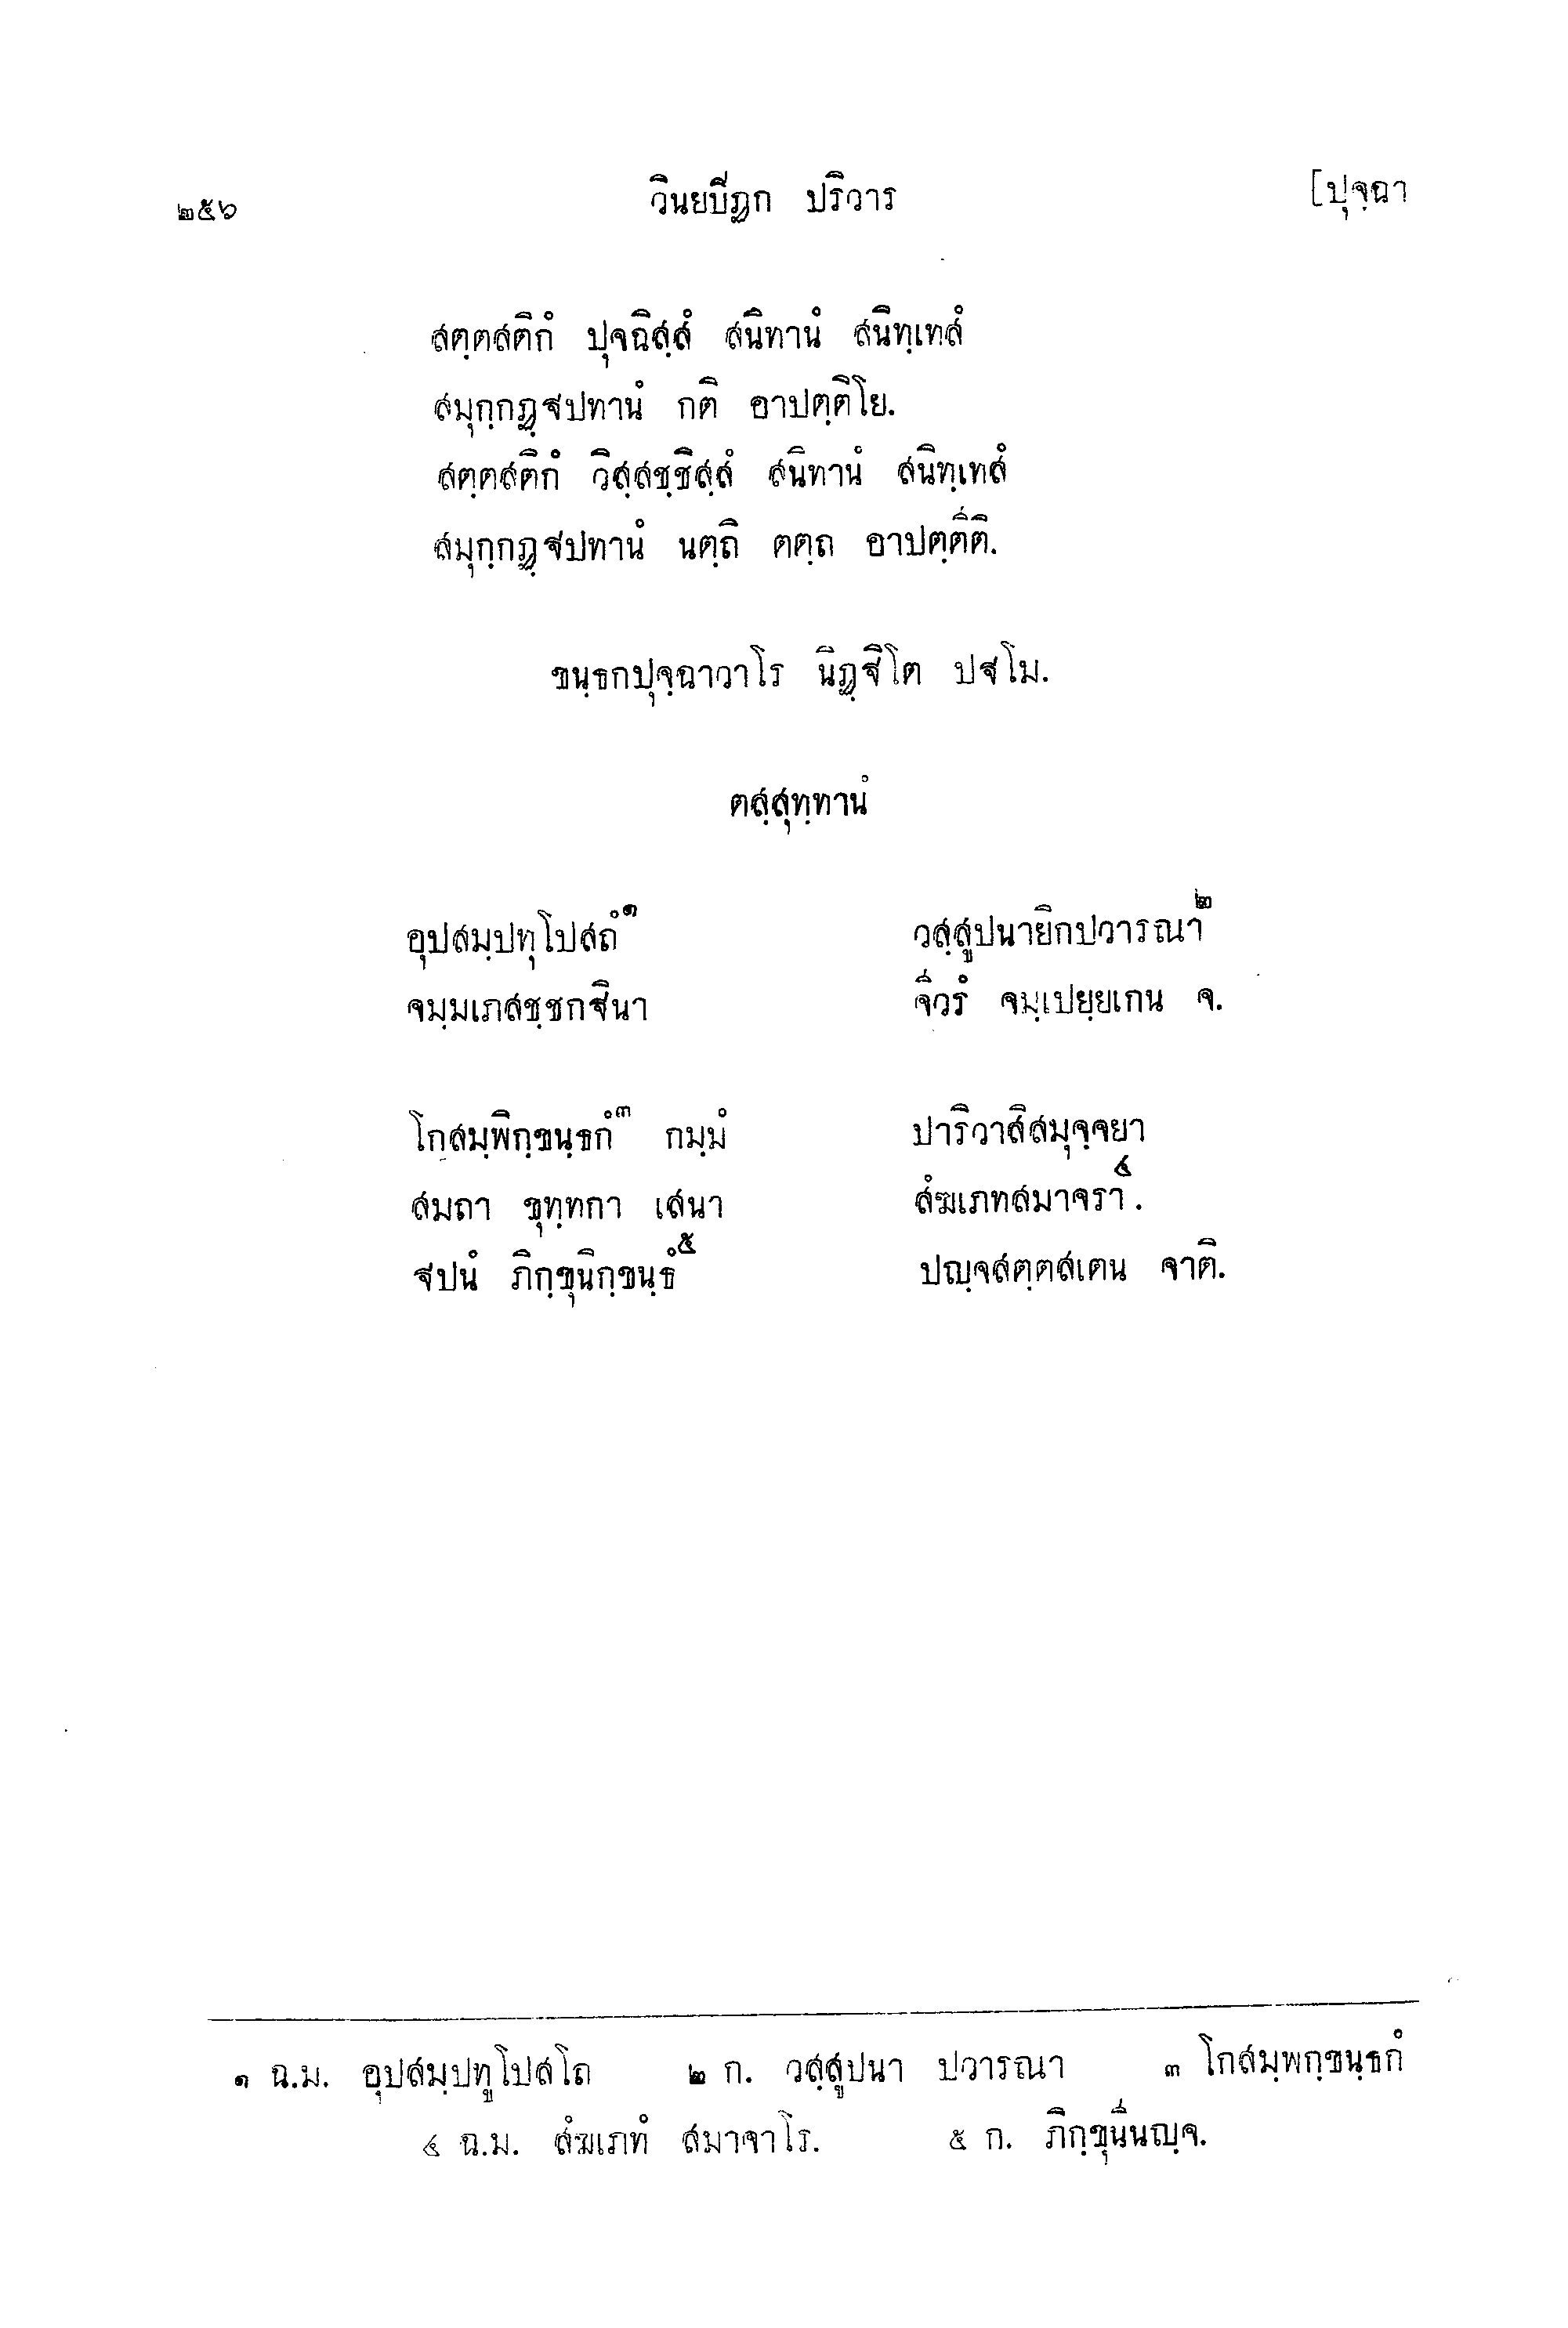 ๒๕๖ วินยปิฏก ปริวาร [ปุจฺฉา
สตฺตสติกํ ปุจฉิสฺสํ สนิทานํ สนิทฺเทสํ
สมุกฺกฏฺฐปทานํ กติ อาปตฺติโย.
สตฺตสติกํ วิสฺสชฺชิสฺสํ สนิทานํ สนิทฺเทสํ
สมุกฺกฏฺฐปทานํ นตฺถิ ตตฺถ อาปตฺตีติ.
ขนฺธกปุจฺฉาวาโร นิฏฺฐิโต ปฐโม.
ตสฺสุทฺทานํ
อุปสมฺปทุโปสถํ๑ วสฺสูปนายิกปวารณา๒
จมฺมเภสชฺชกฐินา จีวรํ จมฺเปยฺยเกน จ.
โกสมฺพิกฺขนฺธกํ๓ กมฺมํ ปาริวาสิสมุจฺจยา
สมถา ขุทฺทกา เสนา สํฆเภทสมาจรา๔.
ฐปนํ ภิกฺขุนิกฺขนฺธํ๕ ปญฺจสตฺตสเตน จาติ.
๑ ฉ.ม. อุปสมฺปทูโปสโถ ๒ ก. วสฺสูปนา ปวารณา ๓ โกสมฺพกฺขนฺธกํ
๔ ฉ.ม. สํฆเภทํ สมาจาโร. ๕ ก. ภิกฺขุนีนญฺจ.